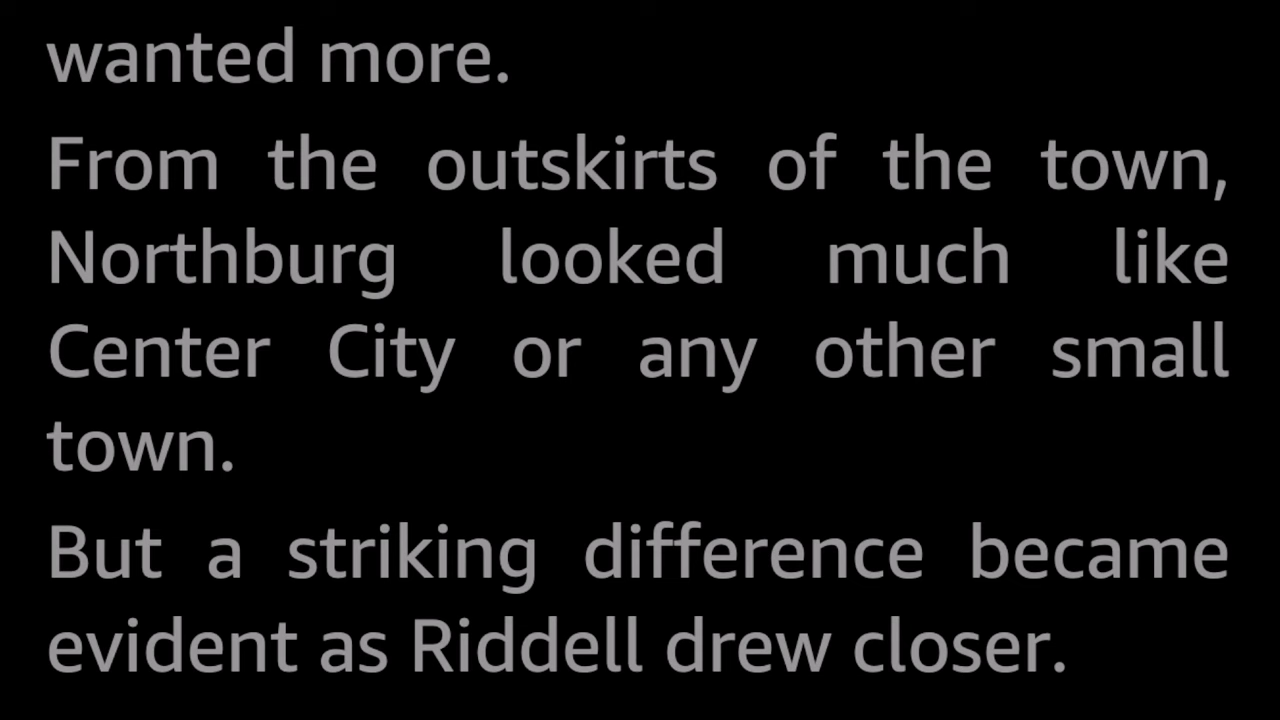 wanted more.
From the outskirts of the town,
Northburg looked much like
Center City or any other small
town.
But a striking difference became
evident as Riddell drew closer.